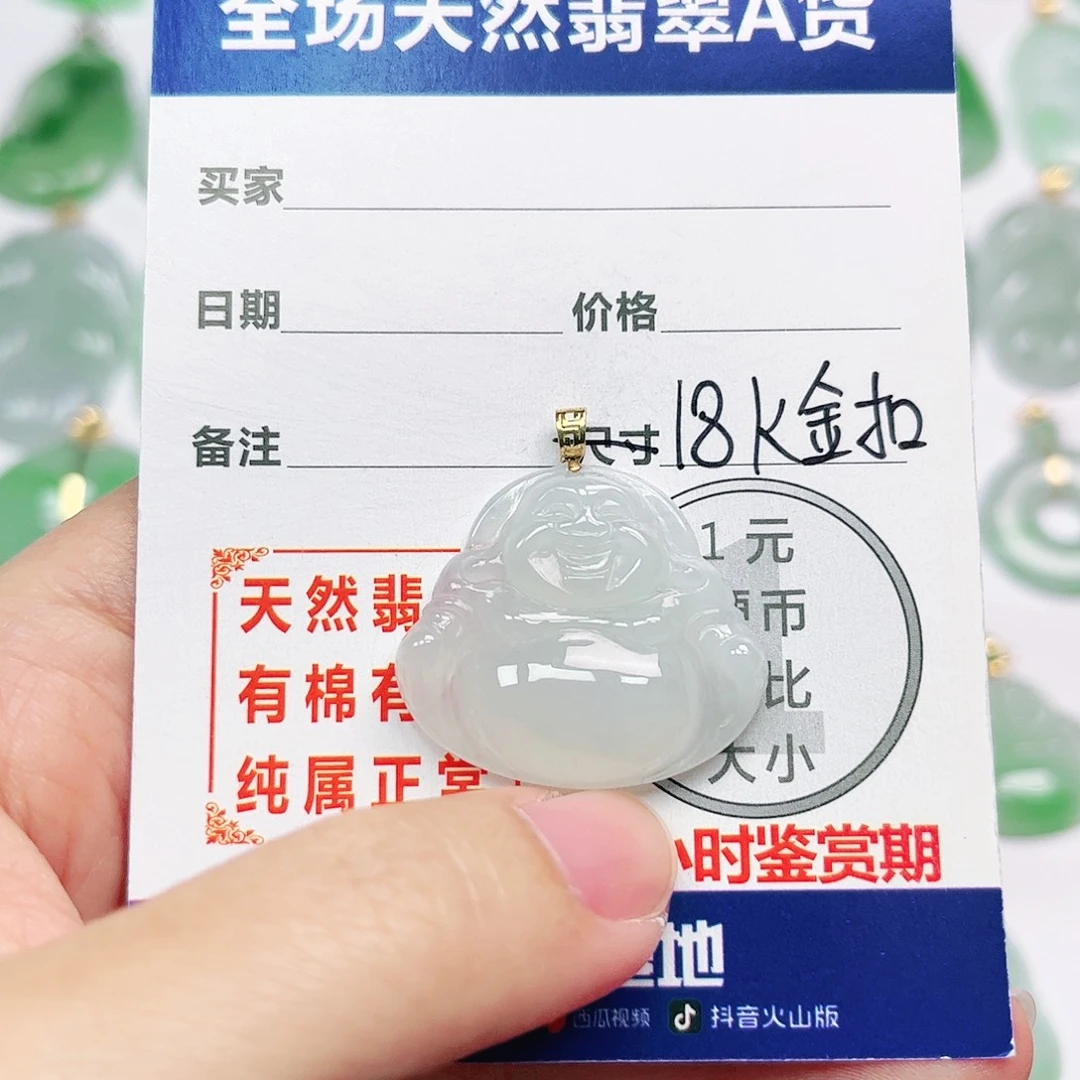 全场天然翡翠A货
买家
日期 价格
备注 尺寸 18K金扣
天然翡
有棉有
纯属正常
1元
币
比
大小
小时鉴赏期
基地
西瓜视频 抖音火山版